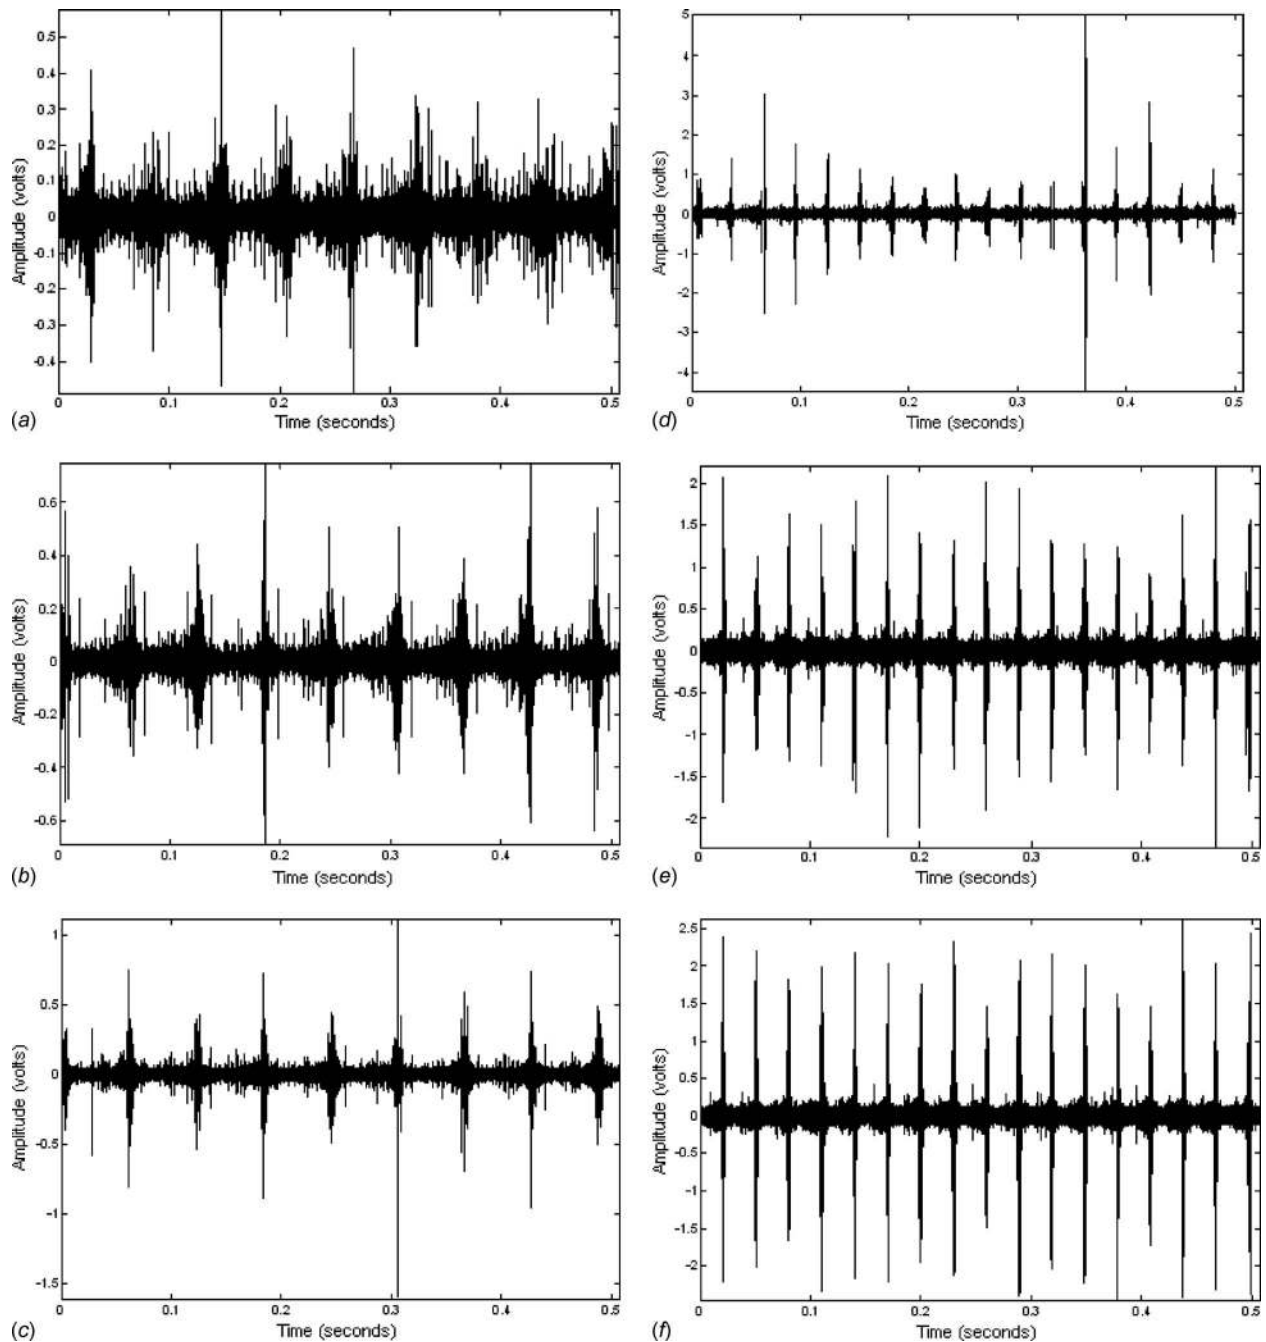 0.5
0.4
0.3
0.2
0.1
0
-0.1
-0.2
-0.3
-0.4
Amplitude (volts)
0 0.1 0.2 0.3 0.4 0.5
Time (seconds)
(a)
5
4
3
2
1
0
-1
-2
-3
-4
Amplitude (volts)
0 0.1 0.2 0.3 0.4 0.5
Time (seconds)
(d)
0.6
0.4
0.2
0
-0.2
-0.4
-0.6
Amplitude (volts)
0 0.1 0.2 0.3 0.4 0.5
Time (seconds)
(b)
2
1.5
1
0.5
0
-0.5
-1
-1.5
-2
Amplitude (volts)
0 0.1 0.2 0.3 0.4 0.5
Time (seconds)
(e)
1
0.5
0
-0.5
-1
-1.5
Amplitude (volts)
0 0.1 0.2 0.3 0.4 0.5
Time (seconds)
(c)
2.5
2
1.5
1
0.5
0
-0.5
-1
-1.5
-2
Amplitude (volts)
0 0.1 0.2 0.3 0.4 0.5
Time (seconds)
(f)